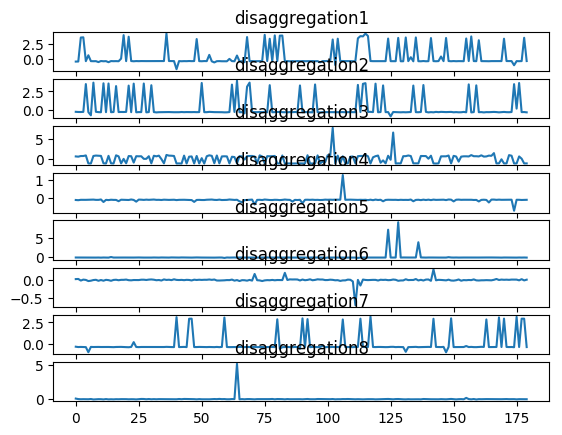 disaggregation1
2.5
0.0
disaggregation2
2.5
0.0
disaggregation3
5
0
disaggregation4
1
0
disaggregation5
5
0
disaggregation6
0.0
−0.5
disaggregation7
2.5
0.0
disaggregation8
5
0
0 25 50 75 100 125 150 175